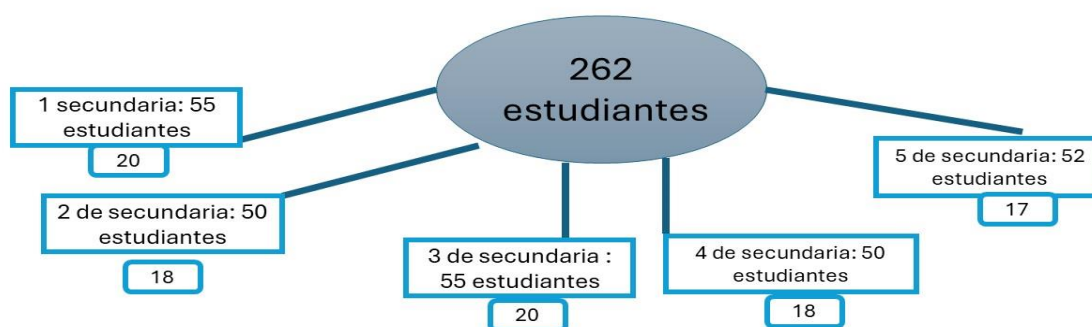 262
estudiantes
1 secundaria: 55
estudiantes
20
2 de secundaria: 50
estudiantes
18
3 de secundaria :
55 estudiantes
20
4 de secundaria: 50
estudiantes
18
5 de secundaria: 52
estudiantes
17